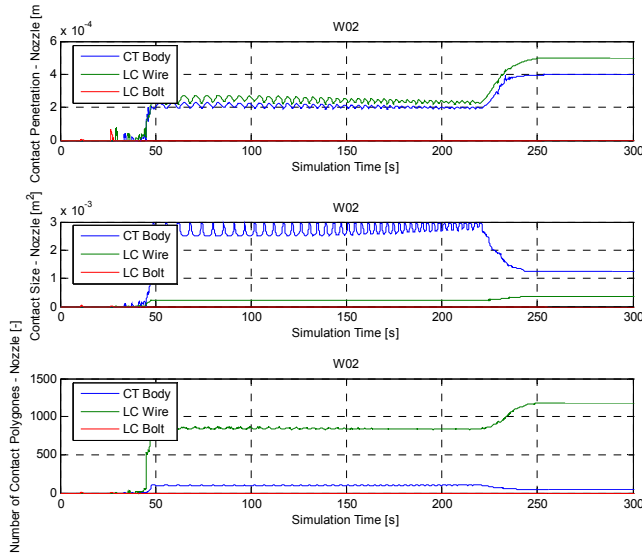 W02
x 10^-4
Contact Penetration - Nozzle [m
6
4
2
0
CT Body
LC Wire
LC Bolt
0 50 100 150 200 250 300
Simulation Time [s]
W02
x 10^-3
Contact Size - Nozzle [m²]
3
2
1
0
CT Body
LC Wire
LC Bolt
0 50 100 150 200 250 300
Simulation Time [s]
W02
Number of Contact Polygones - Nozzle [-]
1500
1000
500
0
CT Body
LC Wire
LC Bolt
0 50 100 150 200 250 300
Simulation Time [s]